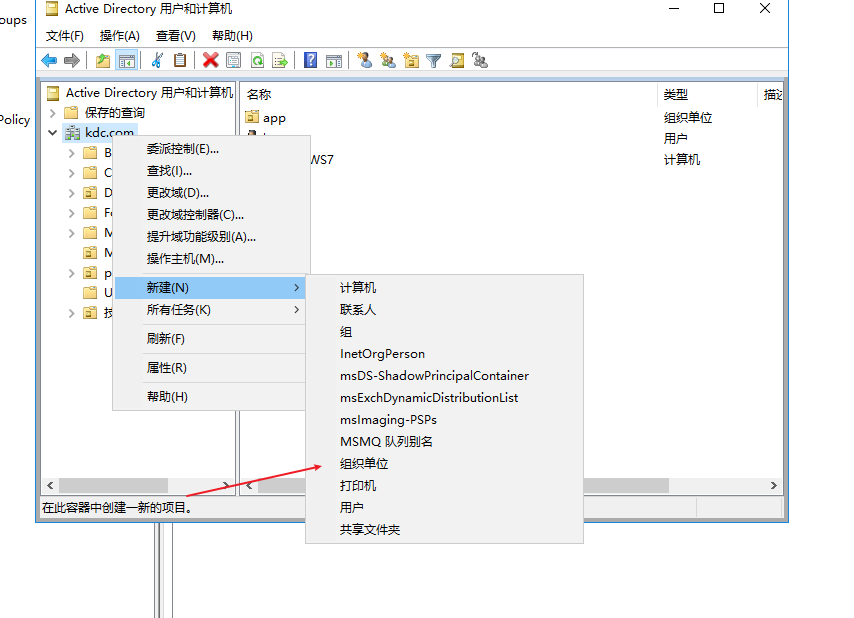 oups
Active Directory 用户和计算机
文件(F) 操作(A) 查看(V) 帮助(H)
Active Directory 用户和计算机
保存的查询
kdc.com
B
C
D
F
M
M
p
U
名称 类型 描述
app 组织单位
用户
WS7 计算机
Policy
委派控制(E)...
查找(I)...
更改域(D)...
更改域控制器(C)...
提升域功能级别(A)...
操作主机(M)...
新建(N)
所有任务(K)
刷新(F)
属性(R)
帮助(H)
计算机
联系人
组
InetOrgPerson
msDS-ShadowPrincipalContainer
msExchDynamicDistributionList
msImaging-PSPs
MSMQ 队列别名
组织单位
打印机
用户
共享文件夹
在此容器中创建一新的项目。